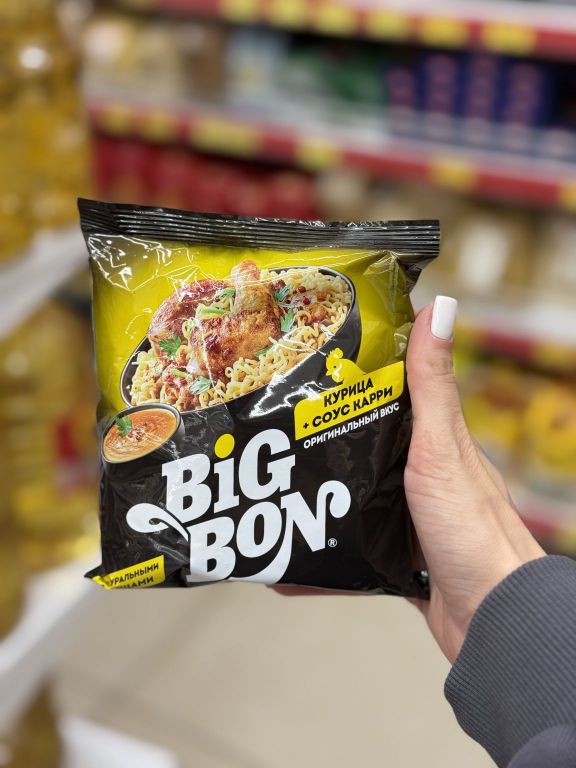 КУРИЦА
+ СОУС КАРРИ
ОРИГИНАЛЬНЫЙ ВКУС
BiG
BON
®